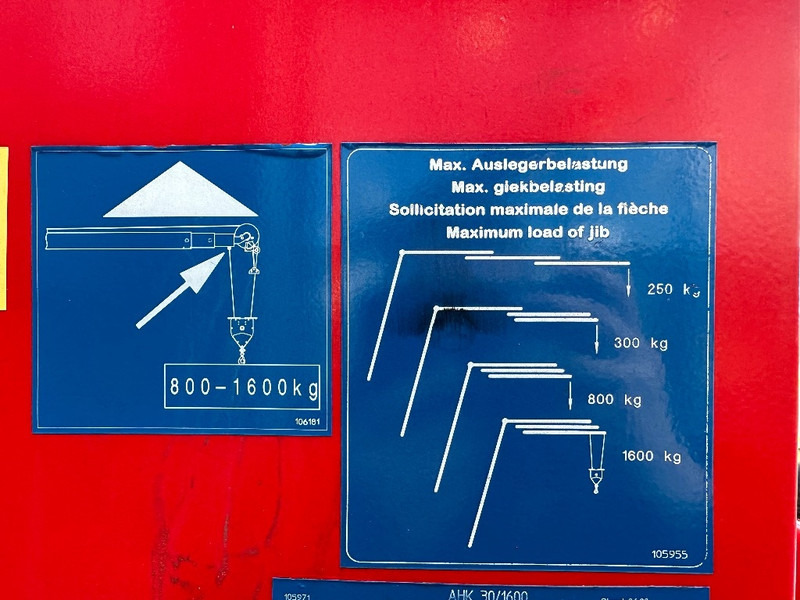 800-1600kg
106181
Max. Auslegerbelastung
Max. giekbelasting
Sollicitation maximale de la flèche
Maximum load of jib
250 kg
300 kg
800 kg
1600 kg
105955
105971
AHK 30/1600